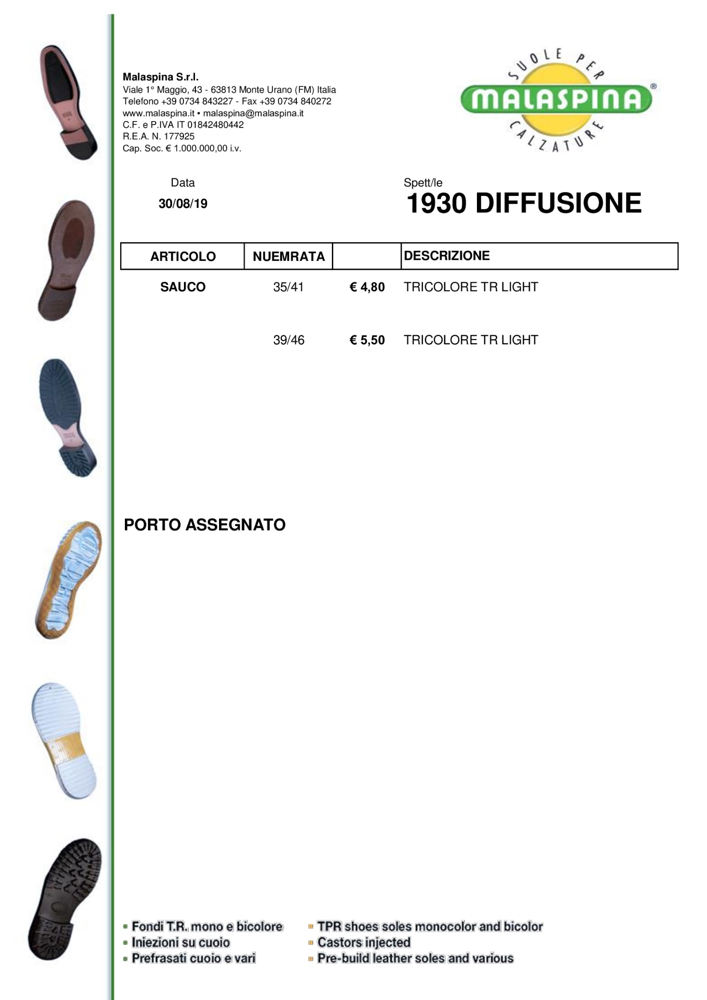 Malaspina S.r.l.
Viale 1° Maggio, 43 - 63813 Monte Urano (FM) Italia
Telefono +39 0734 843227 - Fax +39 0734 840272
www.malaspina.it • malaspina@malaspina.it
C.F. e P.IVA IT 01842480442
R.E.A. N. 177925
Cap. Soc. € 1.000.000,00 i.v.
SUOLE PER
MALASPINA ®
CALZATURE
Data
30/08/19
Spett/le
1930 DIFFUSIONE
ARTICOLO NUEMRATA DESCRIZIONE
SAUCO 35/41 € 4,80 TRICOLORE TR LIGHT
39/46 € 5,50 TRICOLORE TR LIGHT
PORTO ASSEGNATO
Fondi T.R. mono e bicolore
Iniezioni su cuoio
Prefrasati cuoio e vari
TPR shoes soles monocolor and bicolor
Castors injected
Pre-build leather soles and various